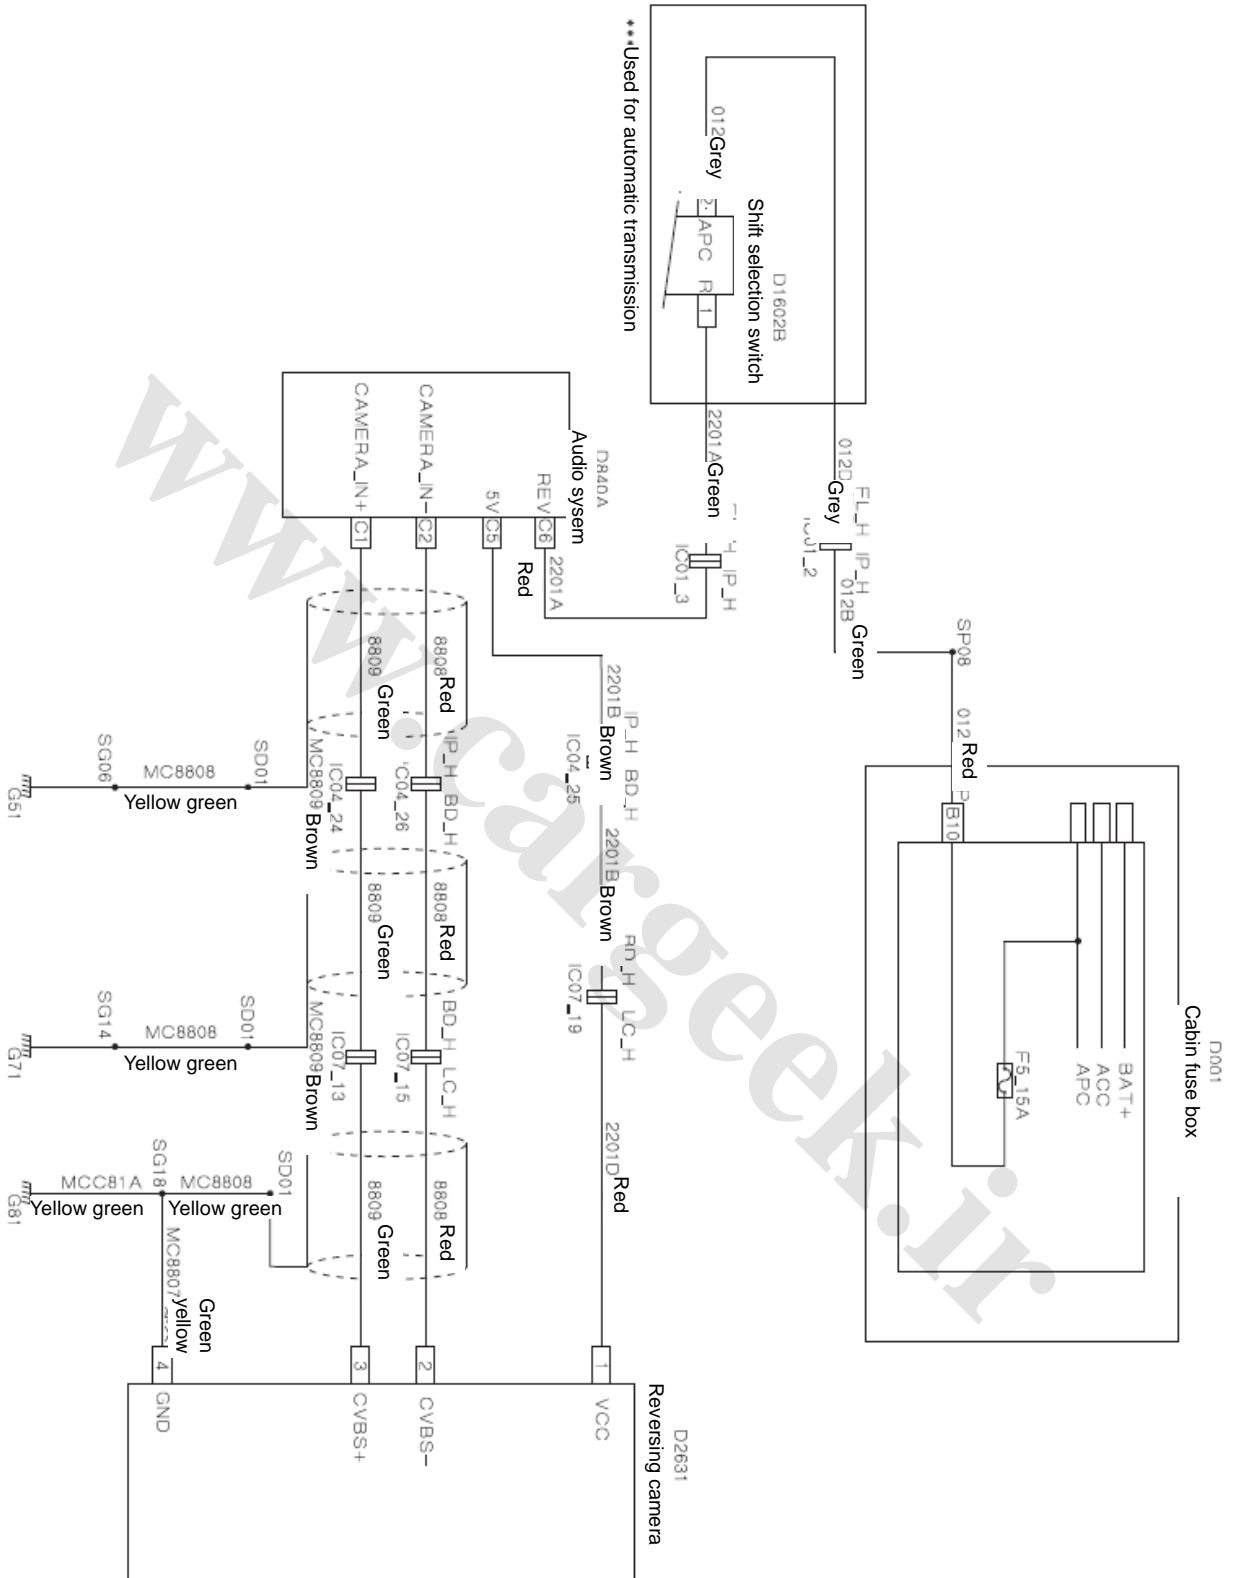 ***Used for automatic transmission
012Grey
Shift selection switch
D1602B
APC R
1
2201A Green
012D Grey
FL_H IP_H
IC01_3
012B Green
SP08
012 Red
B10
D001
Cabin fuse box
BAT+
ACC
APC
F5_15A
D840A
Audio sysem
REV C6
5V C5
CAMERA_IN- C2
CAMERA_IN+ C1
2201A
Red
2201B Brown
IP_H BD_H
IC04_25
2201B Brown
LC_H
IC07_19
2201D Red
8808 Red
8809 Green
IP_H BD_H
IC04_24
MC8809 Brown
8808 Red
8809 Green
BD_H LC_H
IC07_15
IC07_13
MC8809 Brown
8808 Red
8809 Green
SD01
MC8808
Yellow green
SG06
G51
SD01
MC8808
Yellow green
SG14
G71
SD01
MC8808
Yellow green
SG18
MCC81A
Yellow green
G81
MC8807
Green
yellow
D2631
Reversing camera
1 VCC
2 CVBS-
3 CVBS+
4 GND
www.cargeek.ir